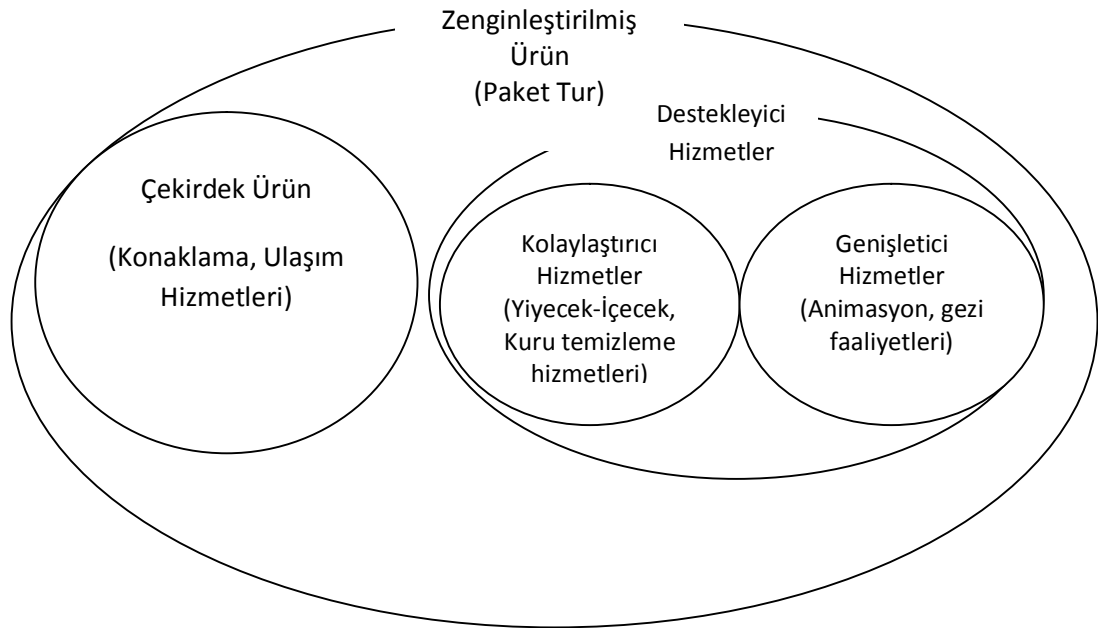 Zenginleştirilmiş
Ürün
(Paket Tur)
Destekleyici
Hizmetler
Çekirdek Ürün
(Konaklama, Ulaşım
Hizmetleri)
Kolaylaştırıcı
Hizmetler
(Yiyecek-İçecek,
Kuru temizleme
hizmetleri)
Genişletici
Hizmetler
(Animasyon, gezi
faaliyetleri)